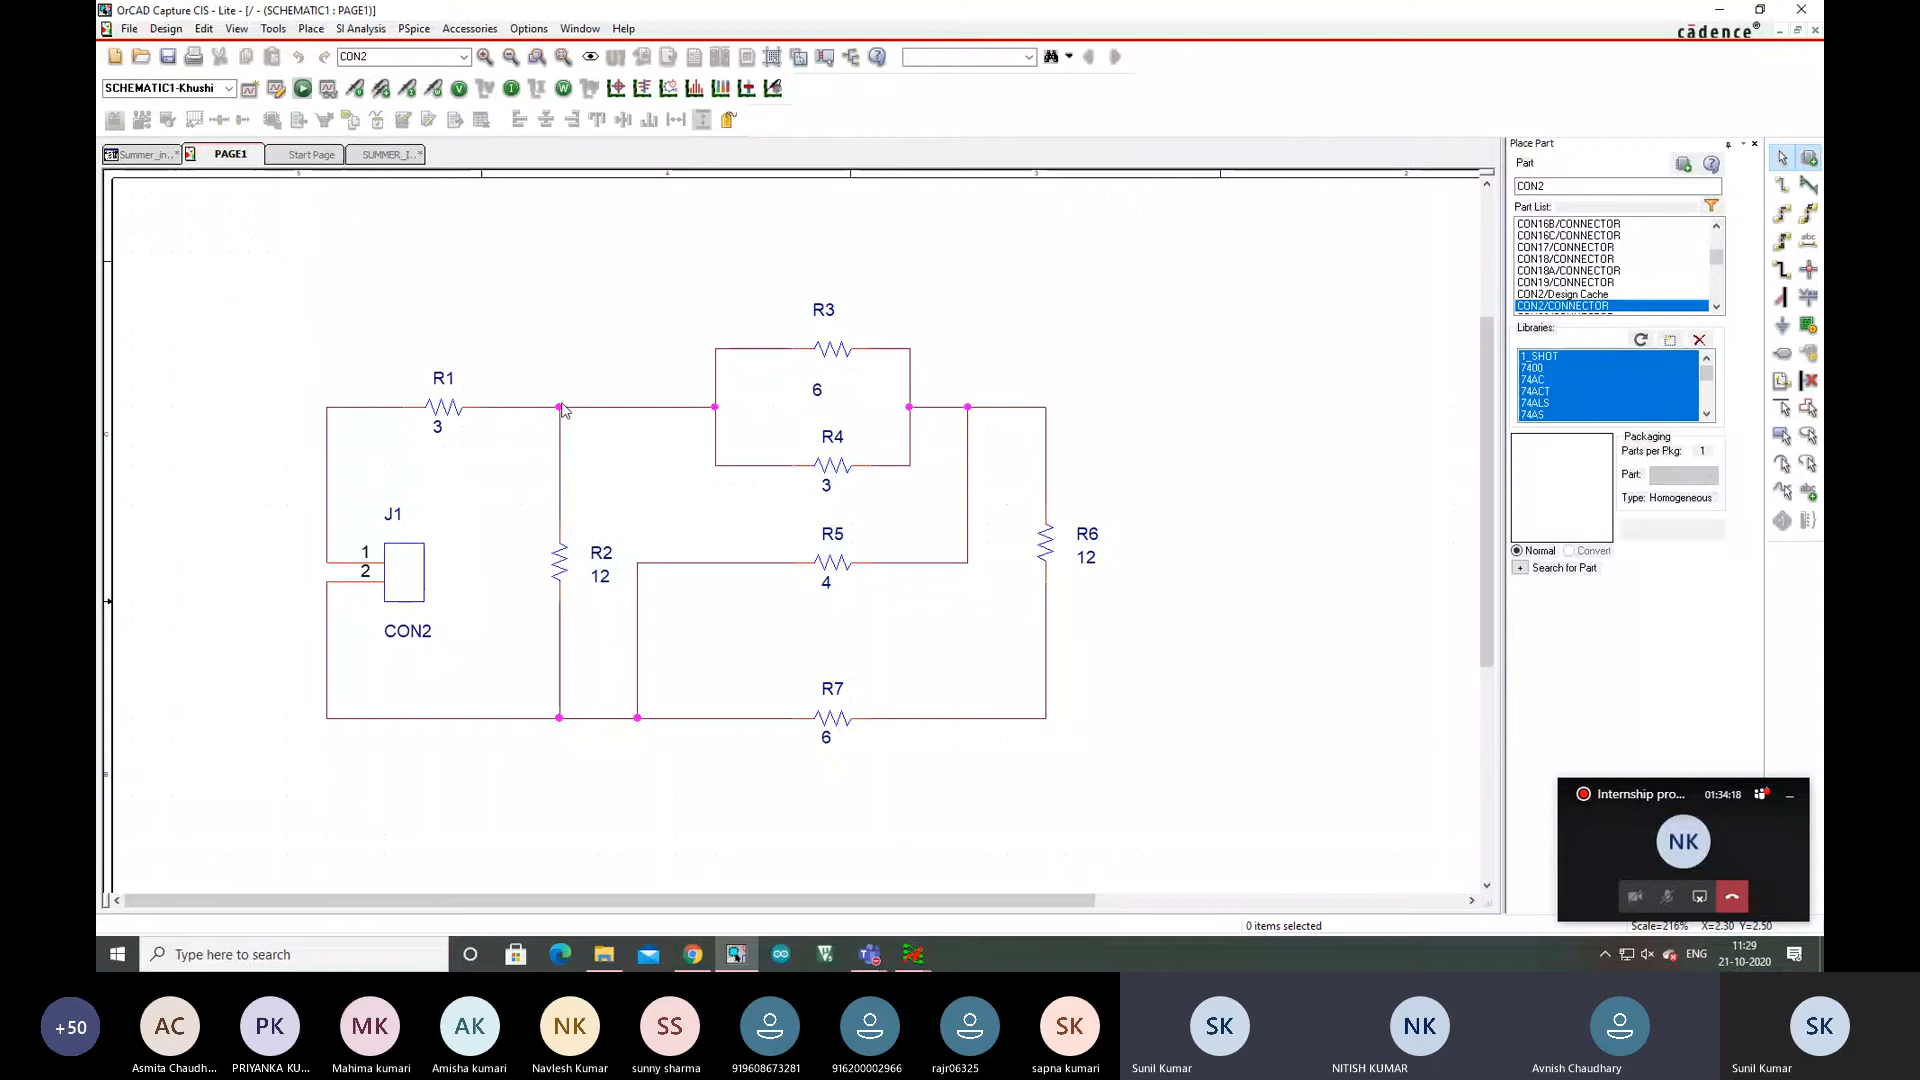 OrCAD Capture CIS - Lite - [/ - (SCHEMATIC1 : PAGE1)]
File Design Edit View Tools Place SI Analysis PSpice Accessories Options Window Help
cādence®
CON2
SCHEMATIC1-Khushi
Summer_in..* PAGE1 Start Page SUMMER_I..*
5 4 3 2
Place Part
Part
CON2
Part List:
CON16B/CONNECTOR
CON16C/CONNECTOR
CON17/CONNECTOR
CON18/CONNECTOR
CON18A/CONNECTOR
CON19/CONNECTOR
CON2/Design Cache
CON2/CONNECTOR
Libraries:
1_SHOT
7400
74AC
74ACT
74ALS
74AS
Packaging
Parts per Pkg: 1
Part:
Type: Homogeneous
Normal Convert
Search for Part
R3
6
R1
3
R4
3
J1
1
2
CON2
R2
12
R5
4
R6
12
R7
6
Internship pro... 01:34:18
NK
0 items selected
Scale=216% X=2.30 Y=2.50
Type here to search
ENG
11:29
21-10-2020
+50
AC
Asmita Chaudh...
PK
PRIYANKA KU...
MK
Mahima kumari
AK
Amisha kumari
NK
Navlesh Kumar
SS
sunny sharma
919608673281
916200002966
rajr06325
SK
sapna kumari
SK
Sunil Kumar
NK
NITISH KUMAR
Avnish Chaudhary
SK
Sunil Kumar